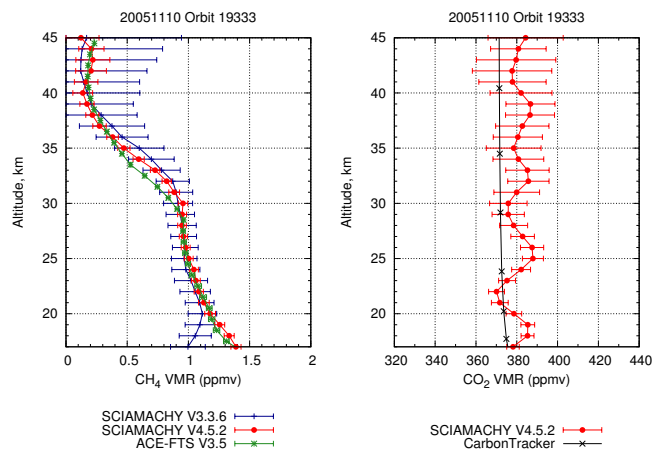 20051110 Orbit 19333
45
40
35
30
25
20
Altitude, km
0
0.5
1
1.5
2
CH4 VMR (ppmv)
SCIAMACHY V3.3.6
SCIAMACHY V4.5.2
ACE-FTS V3.5
20051110 Orbit 19333
45
40
35
30
25
20
Altitude, km
320
340
360
380
400
420
440
CO2 VMR (ppmv)
SCIAMACHY V4.5.2
CarbonTracker